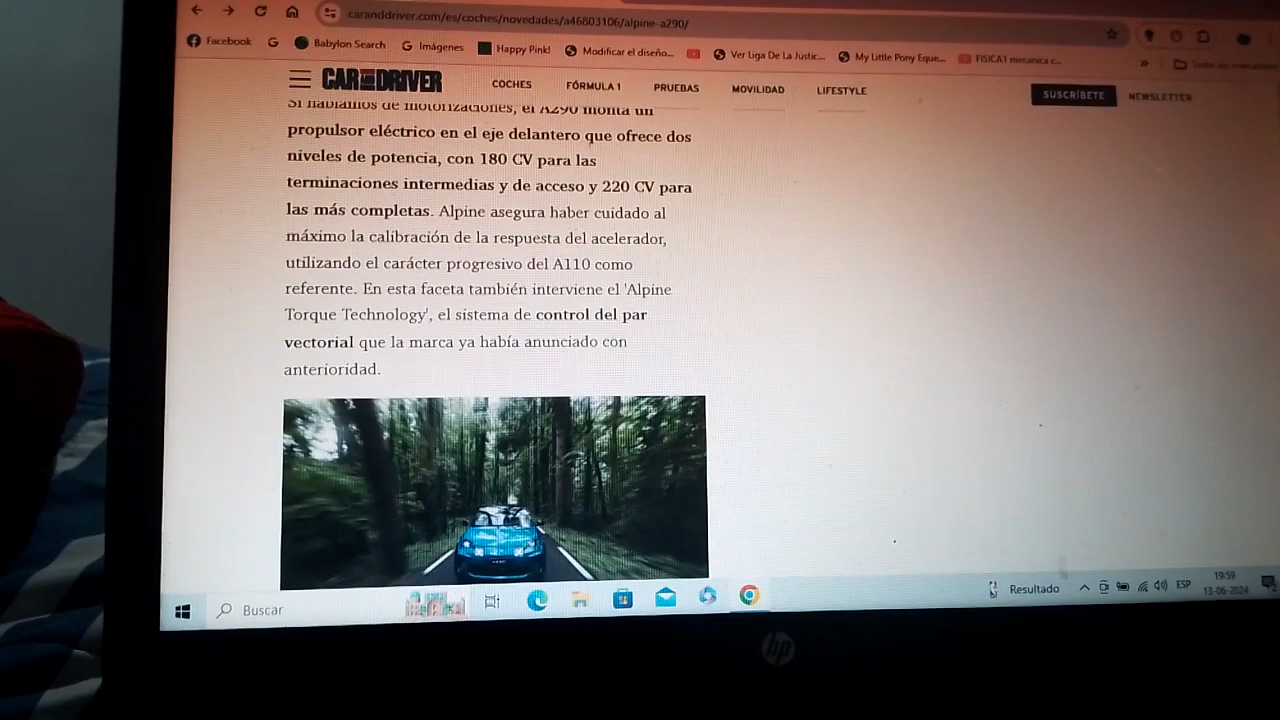 caranddriver.com/es/coches/novedades/a46803106/alpine-a290/
Facebook
Babylon Search
Imágenes
Happy Pink!
Modificar el diseño...
Ver Liga De La Justic...
My Little Pony Eque...
FISICA1 mecanica c...
»
CAR AND DRIVER
COCHES
FÓRMULA 1
PRUEBAS
MOVILIDAD
LIFESTYLE
SUSCRÍBETE
NEWSLETTER
Si hablamos de motorizaciones, el A290 monta un
propulsor eléctrico en el eje delantero que ofrece dos
niveles de potencia, con 180 CV para las
terminaciones intermedias y de acceso y 220 CV para
las más completas. Alpine asegura haber cuidado al
máximo la calibración de la respuesta del acelerador,
utilizando el carácter progresivo del A110 como
referente. En esta faceta también interviene el 'Alpine
Torque Technology', el sistema de control del par
vectorial que la marca ya había anunciado con
anterioridad.
Buscar
Resultado
ESP
19:59
13-06-2024
hp